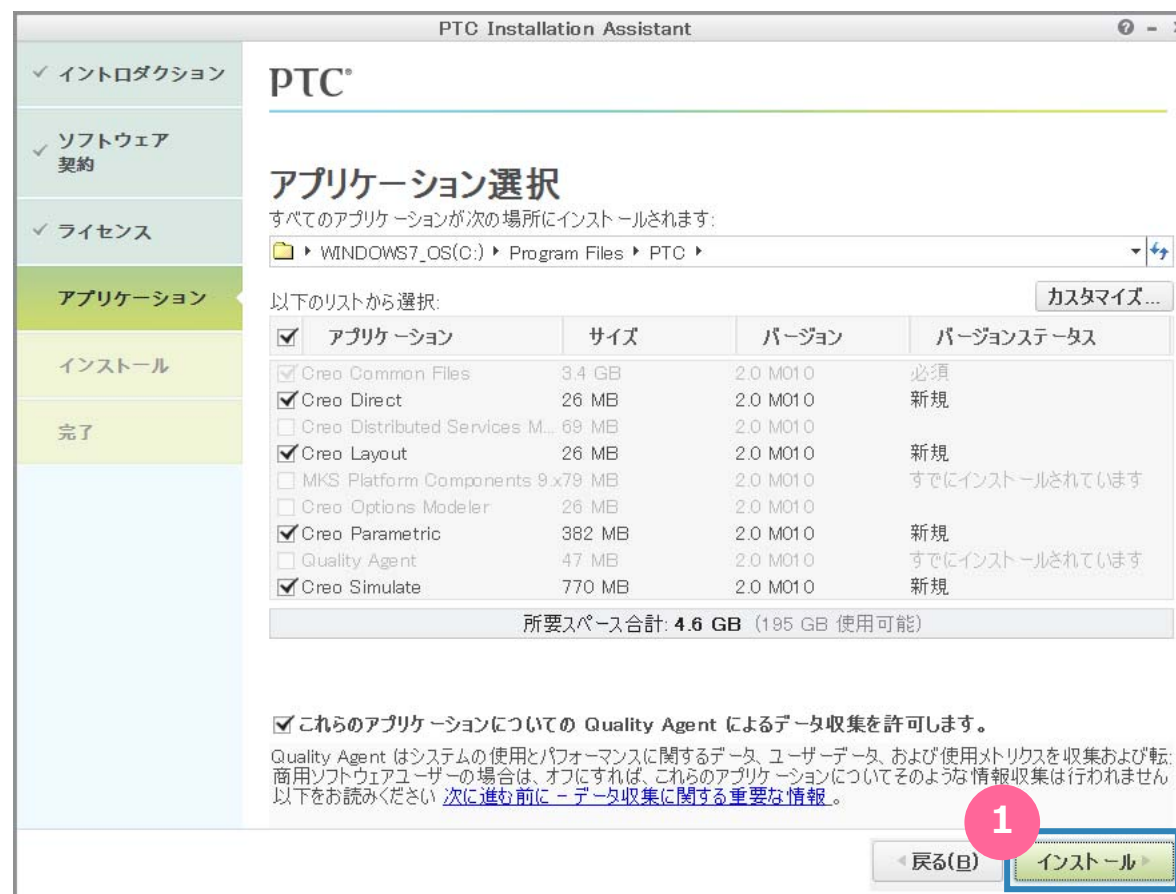 PTC Installation Assistant
イントロダクション
ソフトウェア
契約
ライセンス
アプリケーション
インストール
完了
PTC®
アプリケーション選択
すべてのアプリケーションが次の場所にインストールされます:
WINDOWS7_OS(C:) Program Files PTC
以下のリストから選択:
カスタマイズ...
アプリケーション サイズ バージョン バージョンステータス
Creo Common Files 3.4 GB 2.0 M010 必須
Creo Direct 26 MB 2.0 M010 新規
Creo Distributed Services M... 69 MB 2.0 M010
Creo Layout 26 MB 2.0 M010 新規
MKS Platform Components 9.x 79 MB 2.0 M010 すでにインストールされています
Creo Options Modeler 26 MB 2.0 M010
Creo Parametric 382 MB 2.0 M010 新規
Quality Agent 47 MB 2.0 M010 すでにインストールされています
Creo Simulate 770 MB 2.0 M010 新規
所要スペース合計: 4.6 GB (195 GB 使用可能)
これらのアプリケーションについての Quality Agent によるデータ収集を許可します。
Quality Agent はシステムの使用とパフォーマンスに関するデータ、ユーザーデータ、および使用メトリクスを収集および転
商用ソフトウェアユーザーの場合は、オフにすれば、これらのアプリケーションについてそのような情報収集は行われません
以下をお読みください 次に進む前に - データ収集に関する重要な情報 。
1
戻る(B) インストール